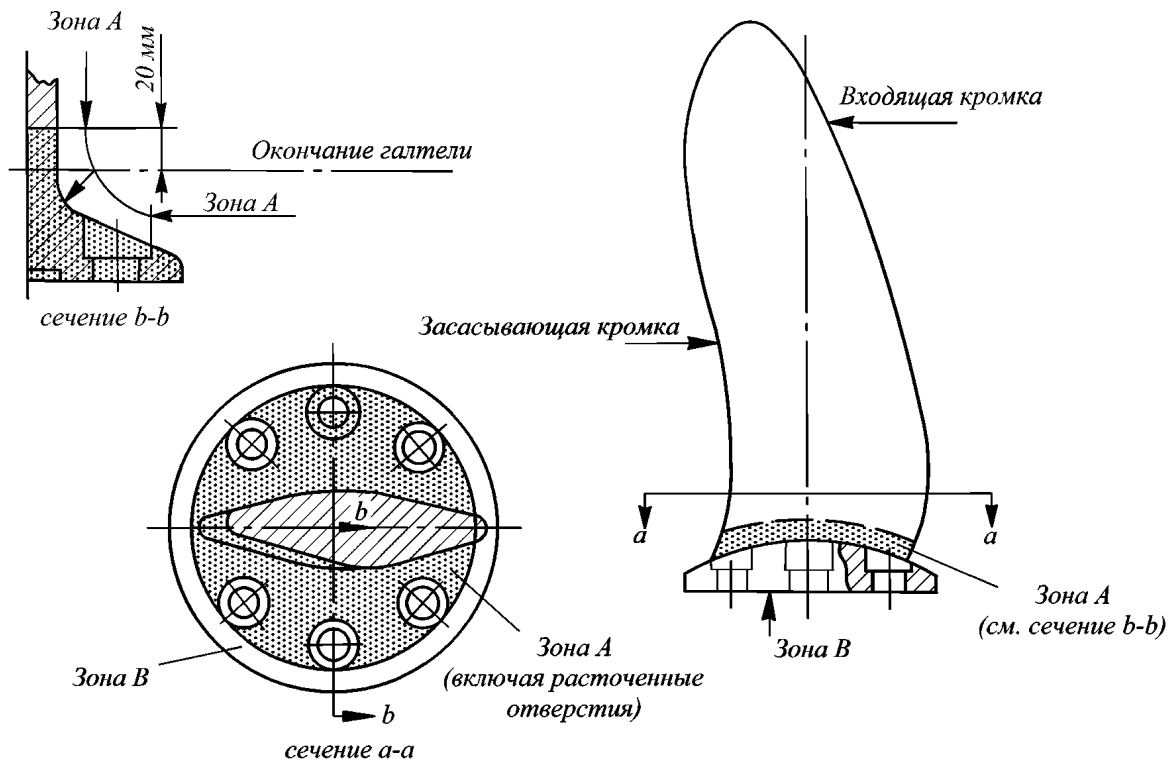 Зона А
20 мм
Окончание галтели
Зона А
сечение b-b
Входящая кромка
Засасывающая кромка
a
a
Зона А
(см. сечение b-b)
Зона В
b
Зона В
Зона А
(включая расточенные
отверстия)
b
сечение а-а